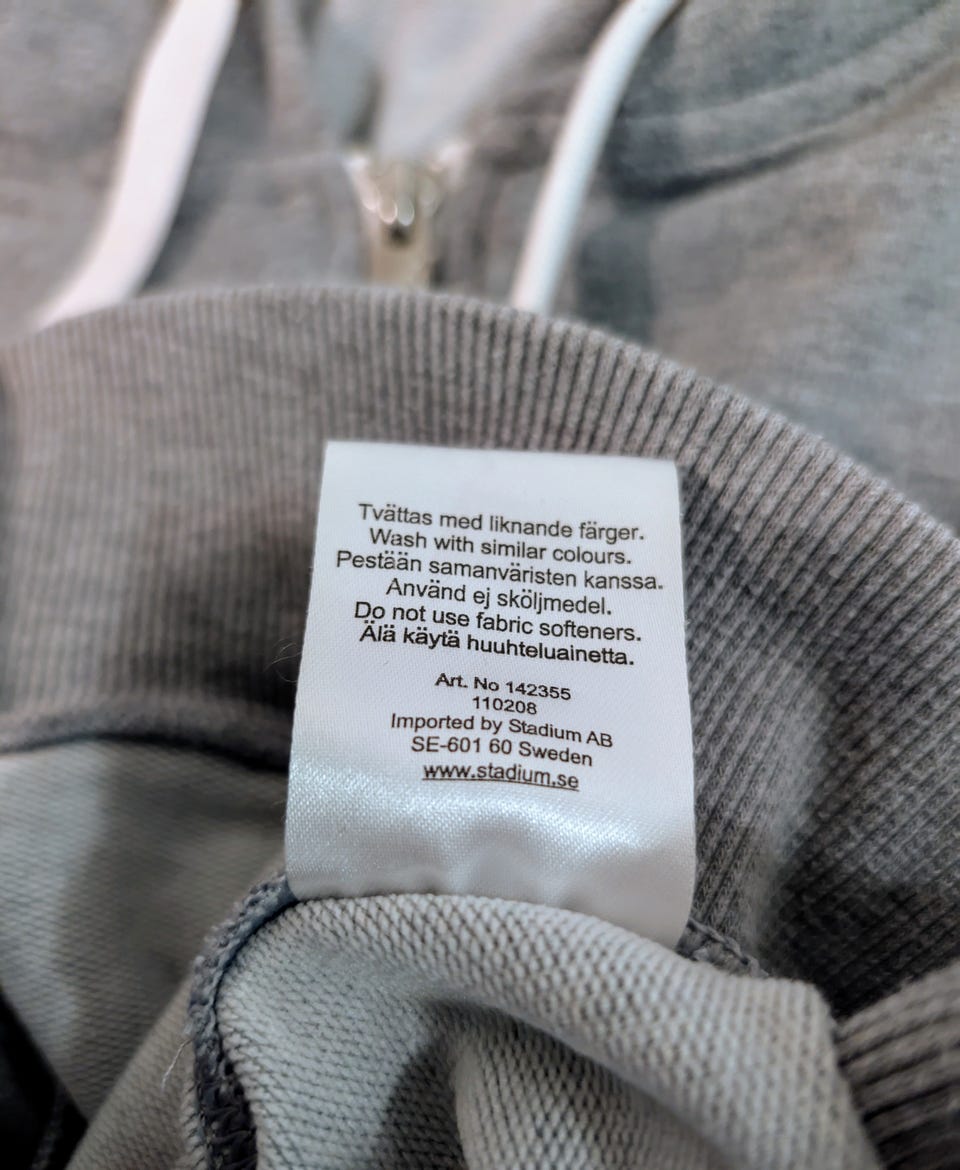 Tvättas med liknande färger.
Wash with similar colours.
Pestään samanväristen kanssa.
Använd ej sköljmedel.
Do not use fabric softeners.
Älä käytä huuhteluainetta.
Art. No 142355
110208
Imported by Stadium AB
SE-601 60 Sweden
www.stadium.se